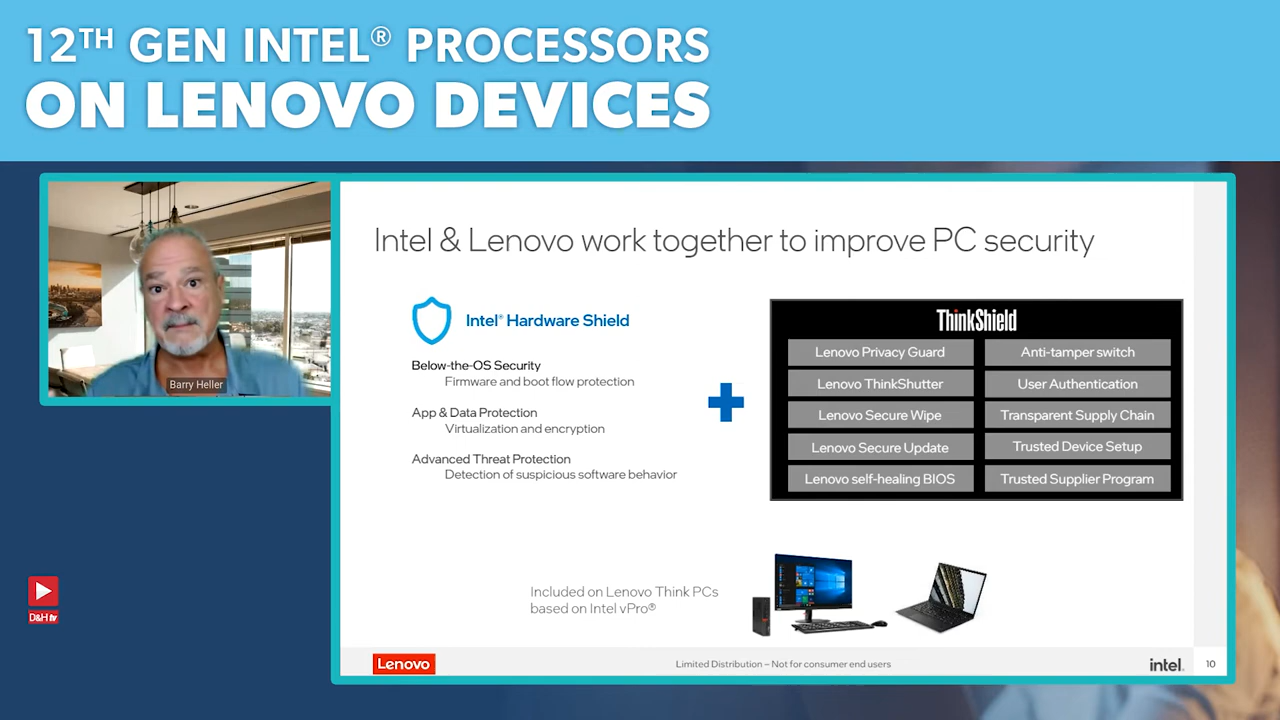 12TH GEN INTEL® PROCESSORS
ON LENOVO DEVICES
Barry Heller
D&H tv
Intel & Lenovo work together to improve PC security
Intel® Hardware Shield
Below-the-OS Security
Firmware and boot flow protection
App & Data Protection
Virtualization and encryption
Advanced Threat Protection
Detection of suspicious software behavior
ThinkShield
Lenovo Privacy Guard
Anti-tamper switch
Lenovo ThinkShutter
User Authentication
Lenovo Secure Wipe
Transparent Supply Chain
Lenovo Secure Update
Trusted Device Setup
Lenovo self-healing BIOS
Trusted Supplier Program
Included on Lenovo Think PCs
based on Intel vPro®
Lenovo
Limited Distribution – Not for consumer end users
intel.
10